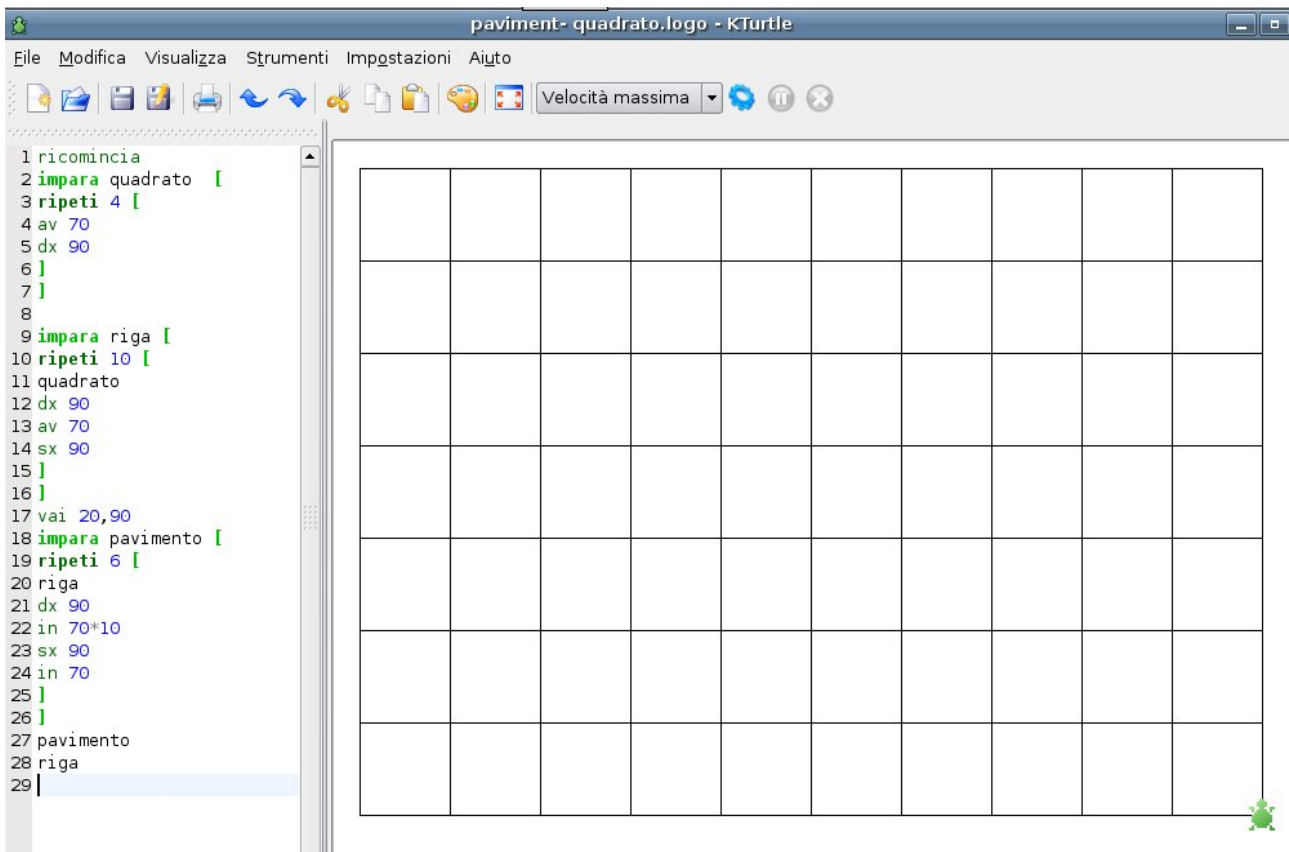 paviment- quadrato.logo - KTurtle
File Modifica Visualizza Strumenti Impostazioni Aiuto
Velocità massima
1 ricomincia
2 impara quadrato [
3 ripeti 4 [
4 av 70
5 dx 90
6 ]
7 ]
8
9 impara riga [
10 ripeti 10 [
11 quadrato
12 dx 90
13 av 70
14 sx 90
15 ]
16 ]
17 vai 20,90
18 impara pavimento [
19 ripeti 6 [
20 riga
21 dx 90
22 in 70*10
23 sx 90
24 in 70
25 ]
26 ]
27 pavimento
28 riga
29